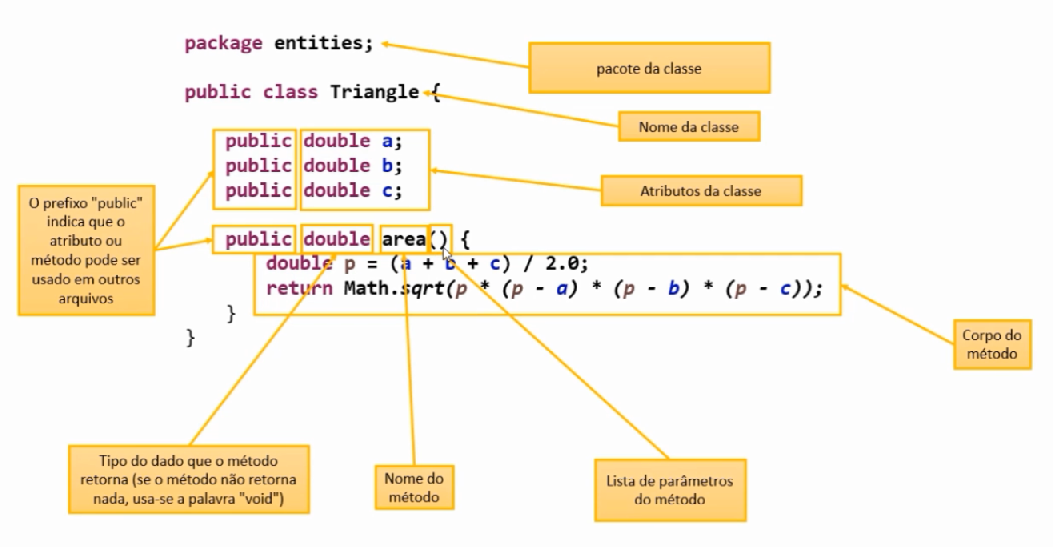 package entities;
pacote da classe
public class Triangle {
Nome da classe
public double a;
public double b;
public double c;
Atributos da classe
O prefixo "public"
indica que o
atributo ou
método pode ser
usado em outros
arquivos
public double area() {
double p = (a + b + c) / 2.0;
return Math.sqrt(p * (p - a) * (p - b) * (p - c));
}
}
Corpo do
método
Tipo do dado que o método
retorna (se o método não retorna
nada, usa-se a palavra "void")
Nome do
método
Lista de parâmetros
do método